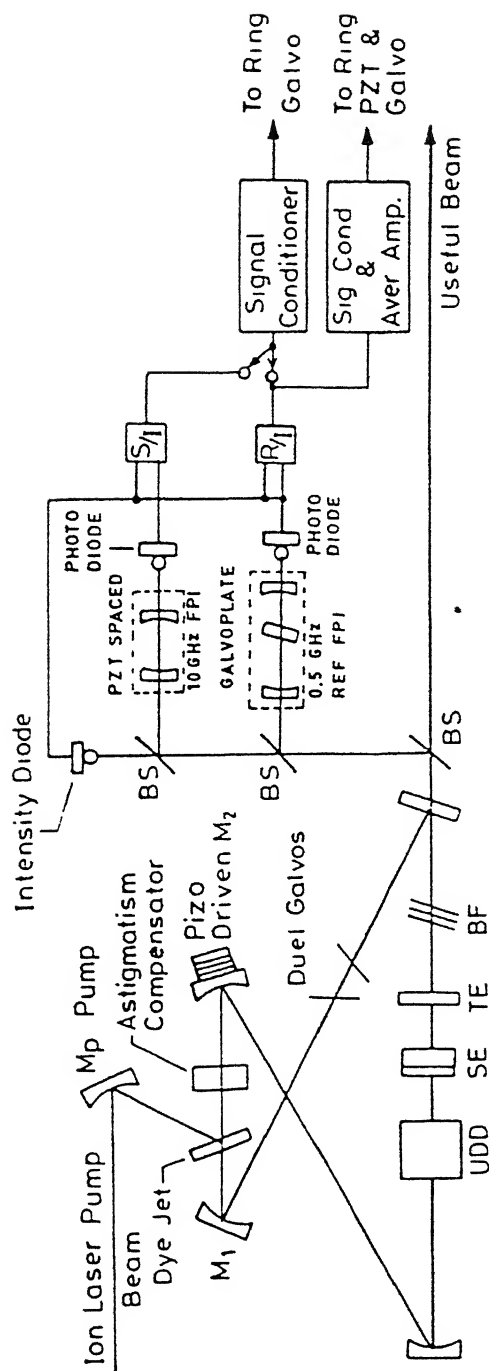 Ion Laser Pump
Beam
Dye Jet
Mp Pump
Astigmatism
Compensator
Pizo
Driven M2
M1
Duel Galvos
UDD
SE
TE
BF
Intensity Diode
BS
BS
BS
PZT SPACED
10GHz FPI
PHOTO
DIODE
GALVOPLATE
0.5 GHz
REF FPI
PHOTO
DIODE
S/I
R/I
Signal
Conditioner
To Ring
Galvo
Sig Cond
&
Aver Amp.
To Ring
PZT &
Galvo
Useful Beam